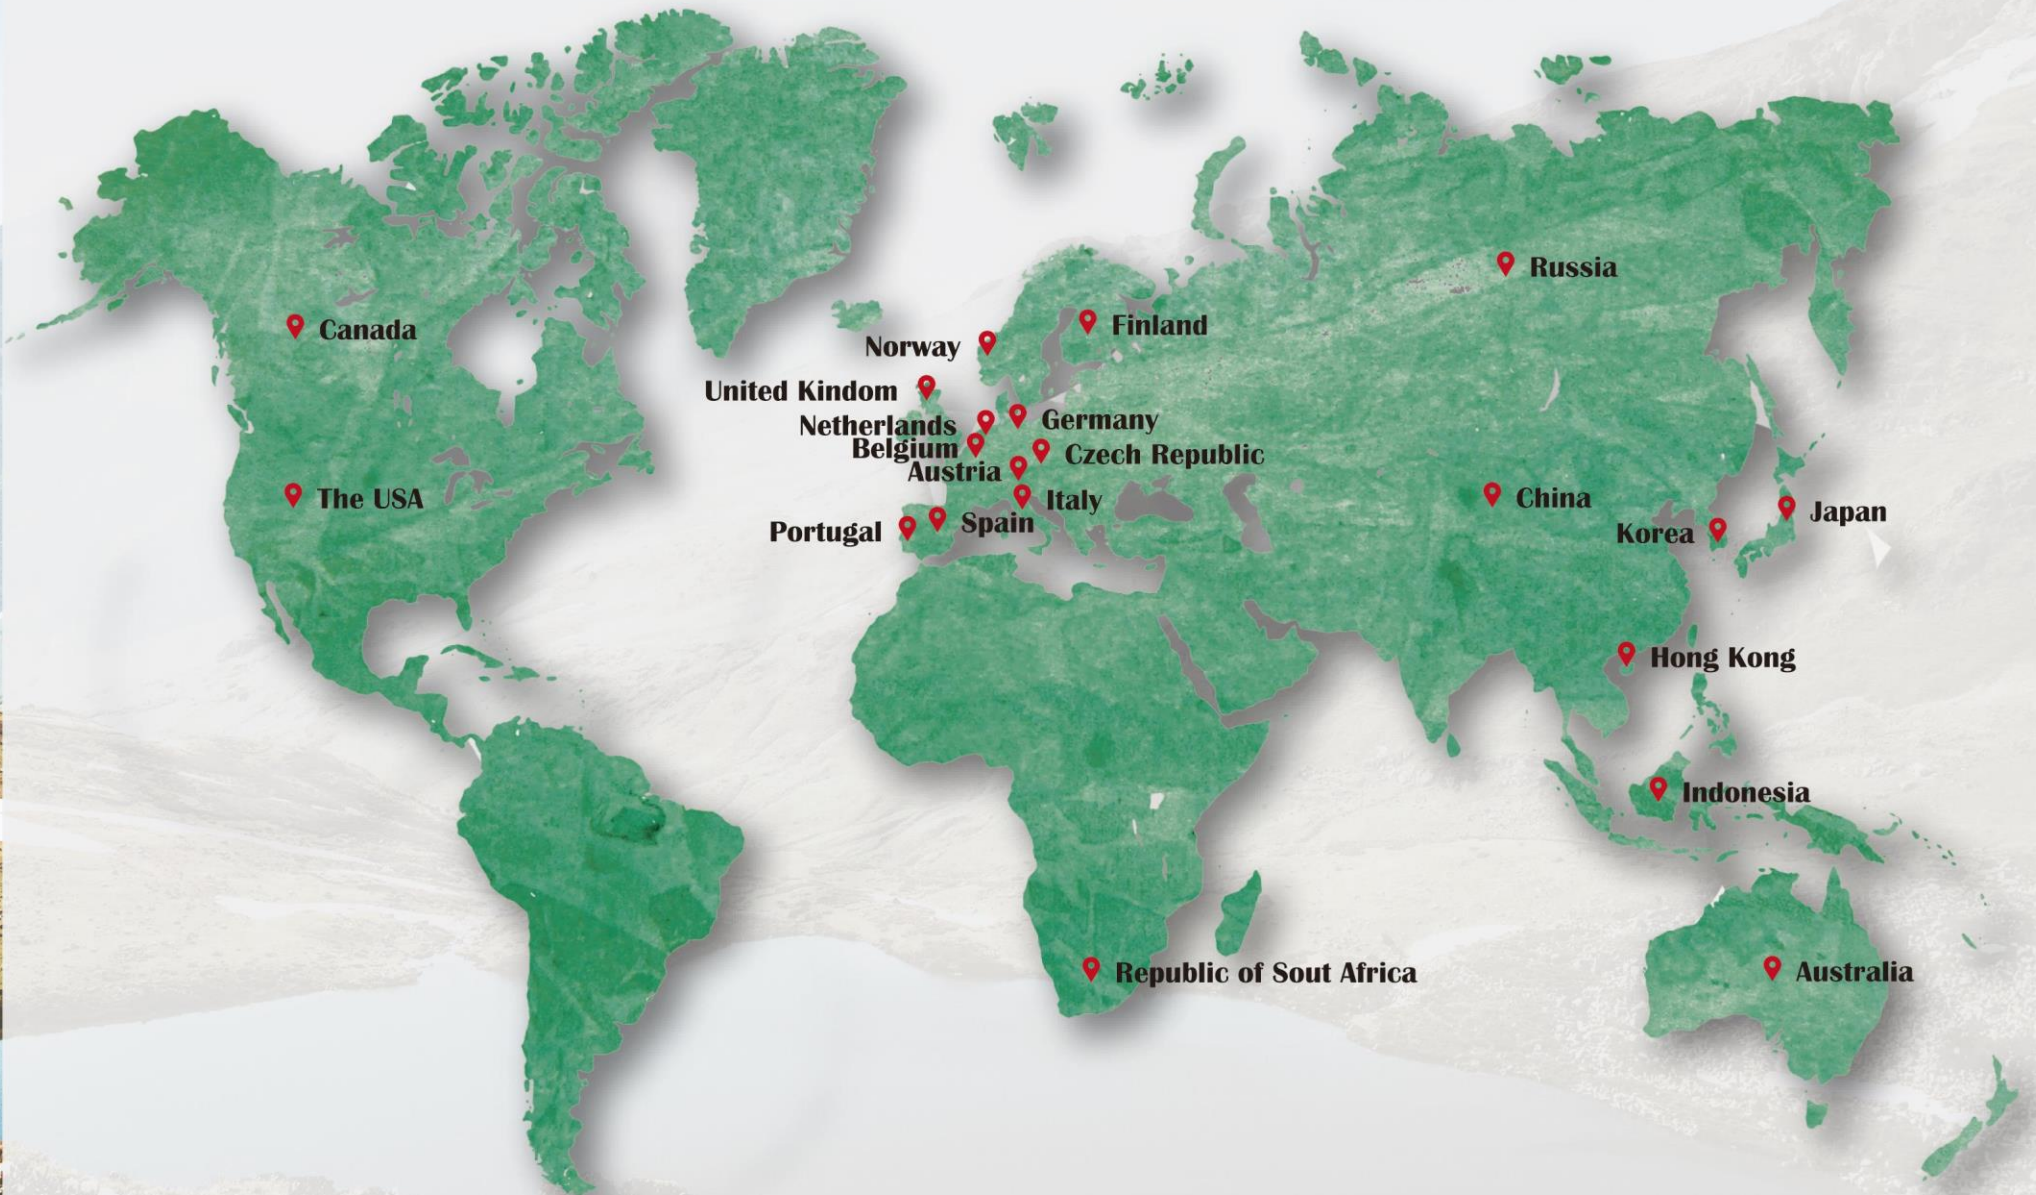 Russia
Finland
Canada
Norway
United Kindom
Germany
Netherlands
Belgium
Czech Republic
Austria
The USA
Italy
China
Japan
Spain
Portugal
Korea
Hong Kong
Indonesia
Republic of Sout Africa
Australia